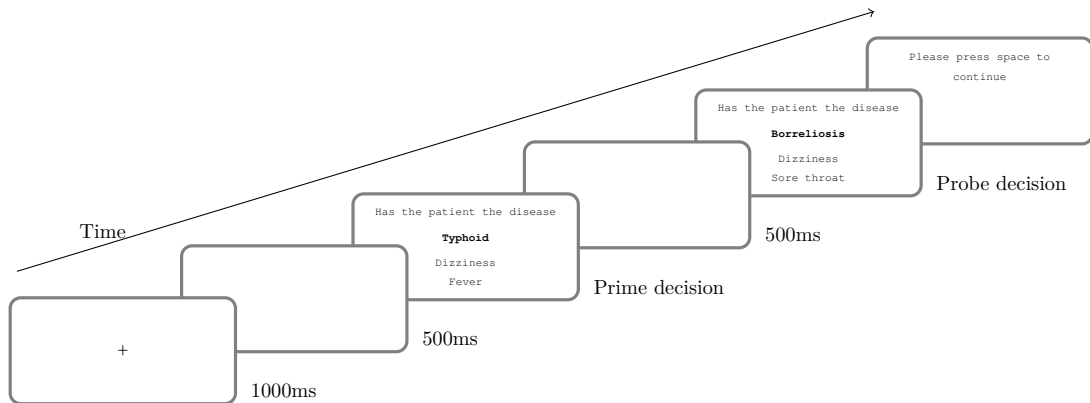 Please press space to
continue
Has the patient the disease
Borreliosis
Dizziness
Sore throat
Probe decision
Has the patient the disease
Typhoid
Dizziness
Fever
500ms
Time
Prime decision
500ms
+
1000ms